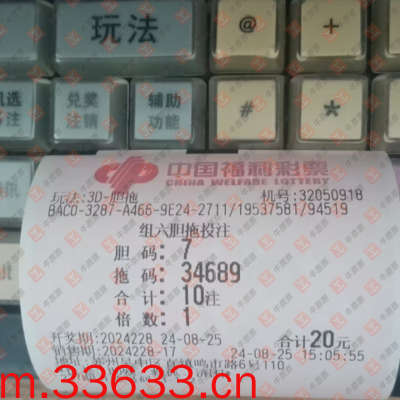 玩法
@
+
兑奖
注销
辅助
功能
#
*
中国福利彩票
CHINA WELFARE LOTTERY
玩法:3D-胆拖 机号:32050918
BAC0-3287-A466-9E24-2711/19537581/94519
组六胆拖投注
胆码:7
拖码:34689
合计:10注
倍数:1
开奖期:2024228 24-08-25 合计20元
销售期:2024228-17 24-08-25 15:05:55
m.33633.cn